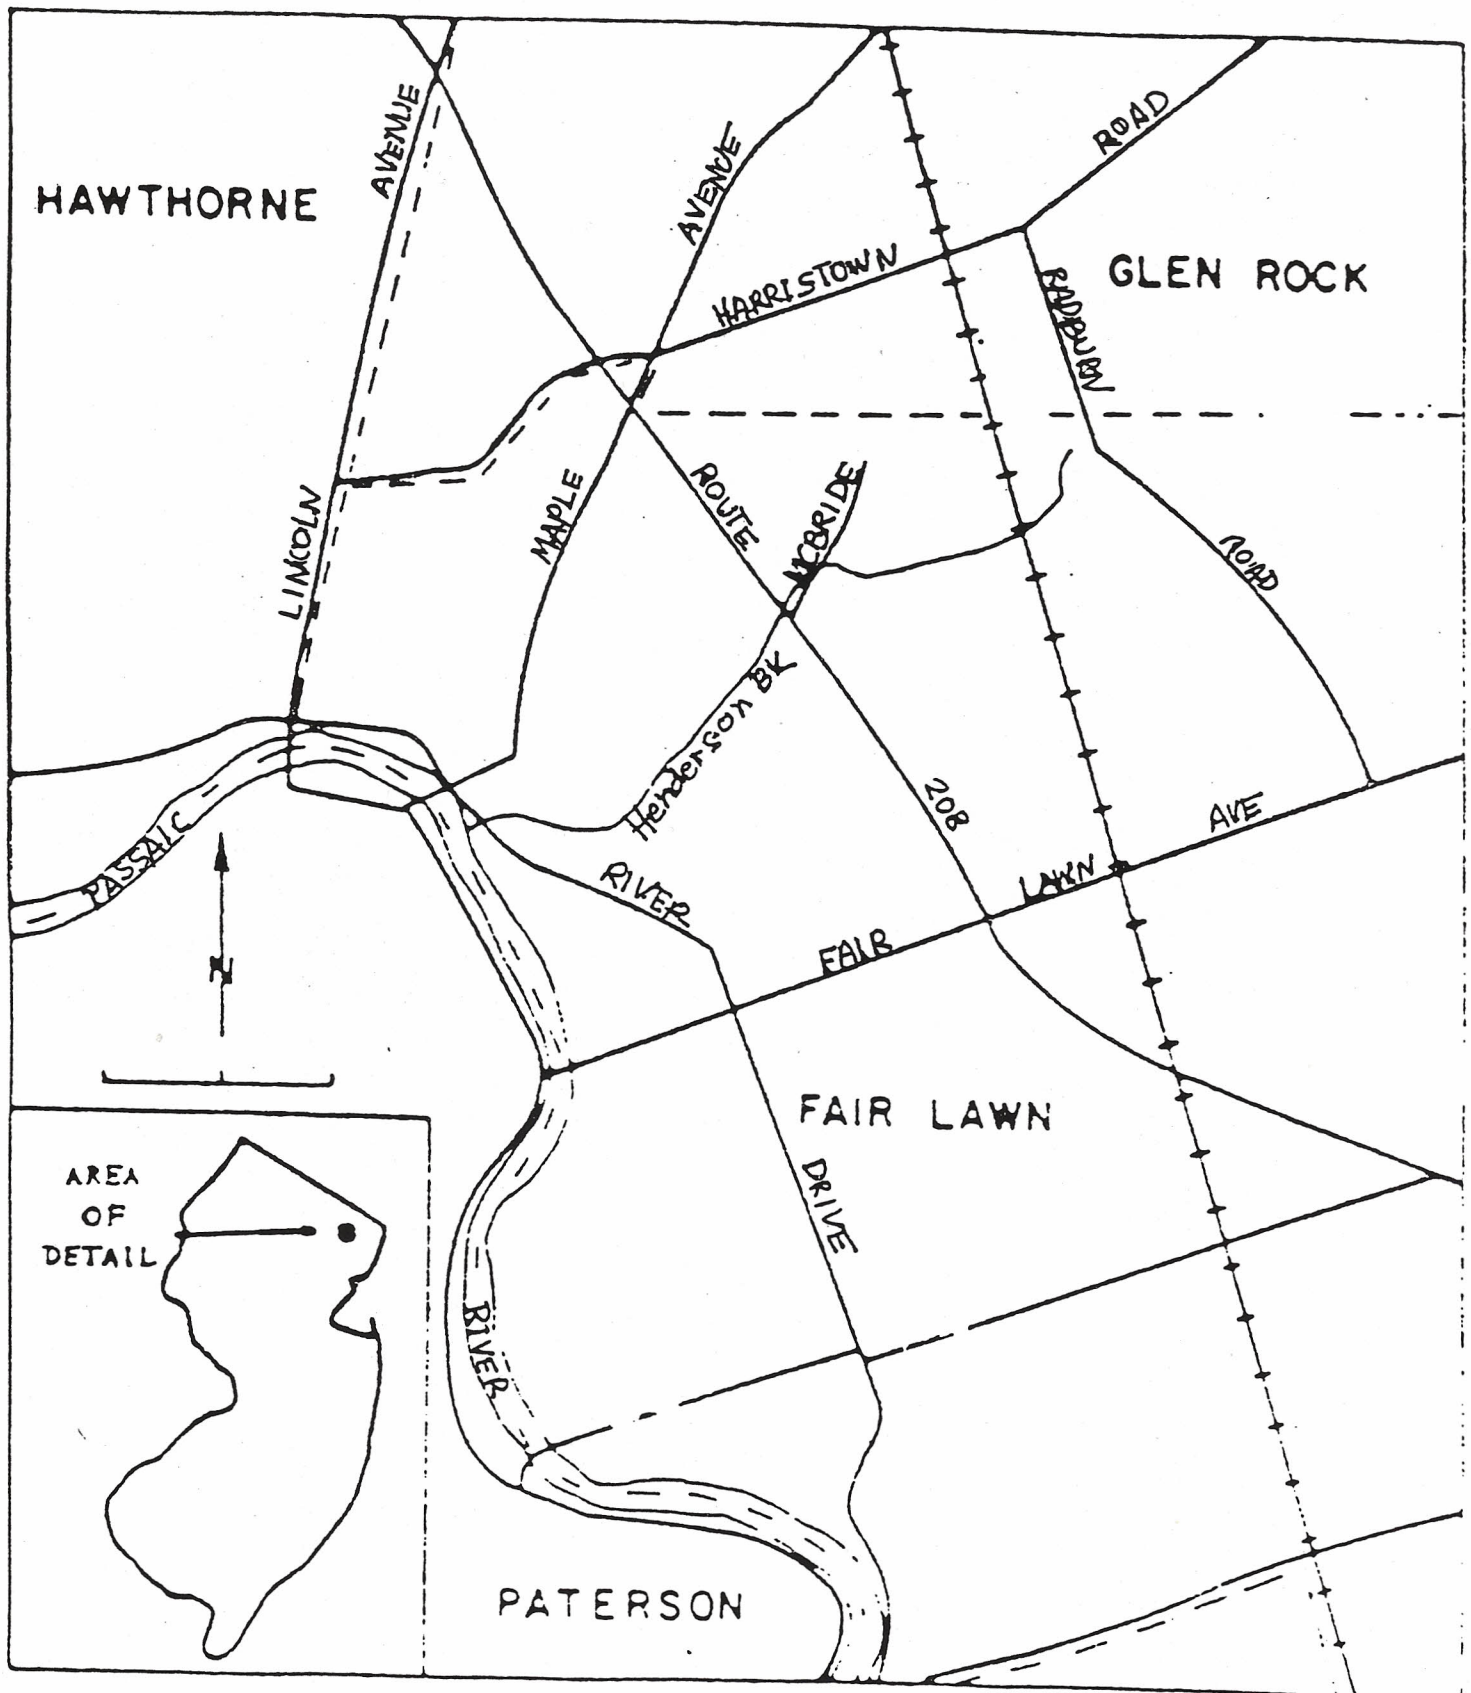 AVENUE
HAWTHORNE
AVENUE
ROAD
HARRISTOWN
GLEN ROCK
RADBURN
LINCOLN
MAPLE
ROUTE
MCBRIDE
ROAD
Henderson BK
208
AVE
PASSAIC
RIVER
LAWN
FAIR
N
FAIR LAWN
DRIVE
AREA
OF
DETAIL
RIVER
PATERSON